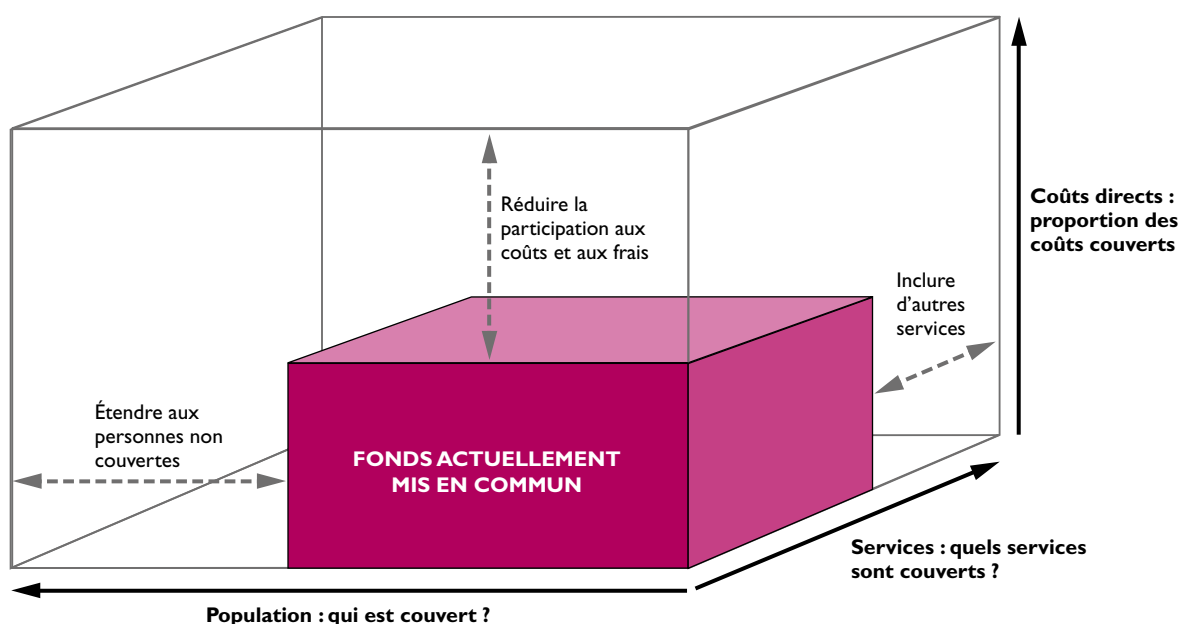 Réduire la
participation aux
coûts et aux frais
Coûts directs :
proportion des
coûts couverts
Inclure
d’autres
services
Étendre aux
personnes non
couvertes
FONDS ACTUELLEMENT
MIS EN COMMUN
Services : quels services
sont couverts ?
Population : qui est couvert ?